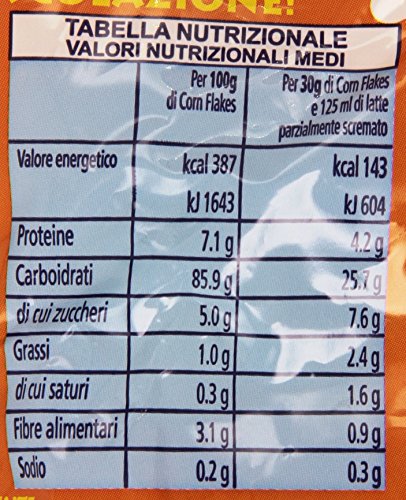 COLAZIONE!
TABELLA NUTRIZIONALE
VALORI NUTRIZIONALI MEDI
Per 100g
di Corn Flakes
Per 30g di Corn Flakes
e 125 ml di latte
parzialmente scremato
Valore energetico kcal 387 kcal 143
kJ 1643 kJ 604
Proteine 7.1 g 4.2 g
Carboidrati 85.9 g 25.7 g
di cui zuccheri 5.0 g 7.6 g
Grassi 1.0 g 2.4 g
di cui saturi 0.3 g 1.6 g
Fibre alimentari 3.1 g 0.9 g
Sodio 0.2 g 0.3 g